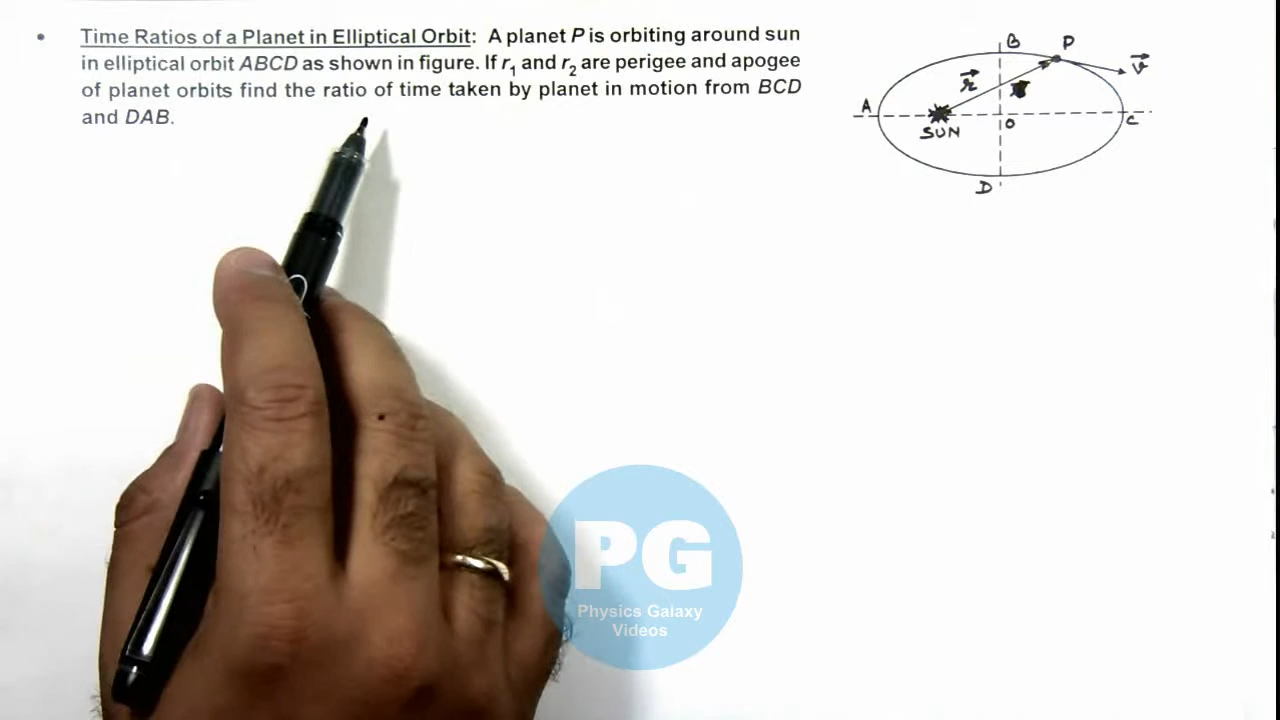 • Time Ratios of a Planet in Elliptical Orbit: A planet P is orbiting around sun
in elliptical orbit ABCD as shown in figure. If r₁ and r₂ are perigee and apogee
of planet orbits find the ratio of time taken by planet in motion from BCD
and DAB.
B
P
v
r
A
O
C
SUN
D
PG
Physics Galaxy
Videos